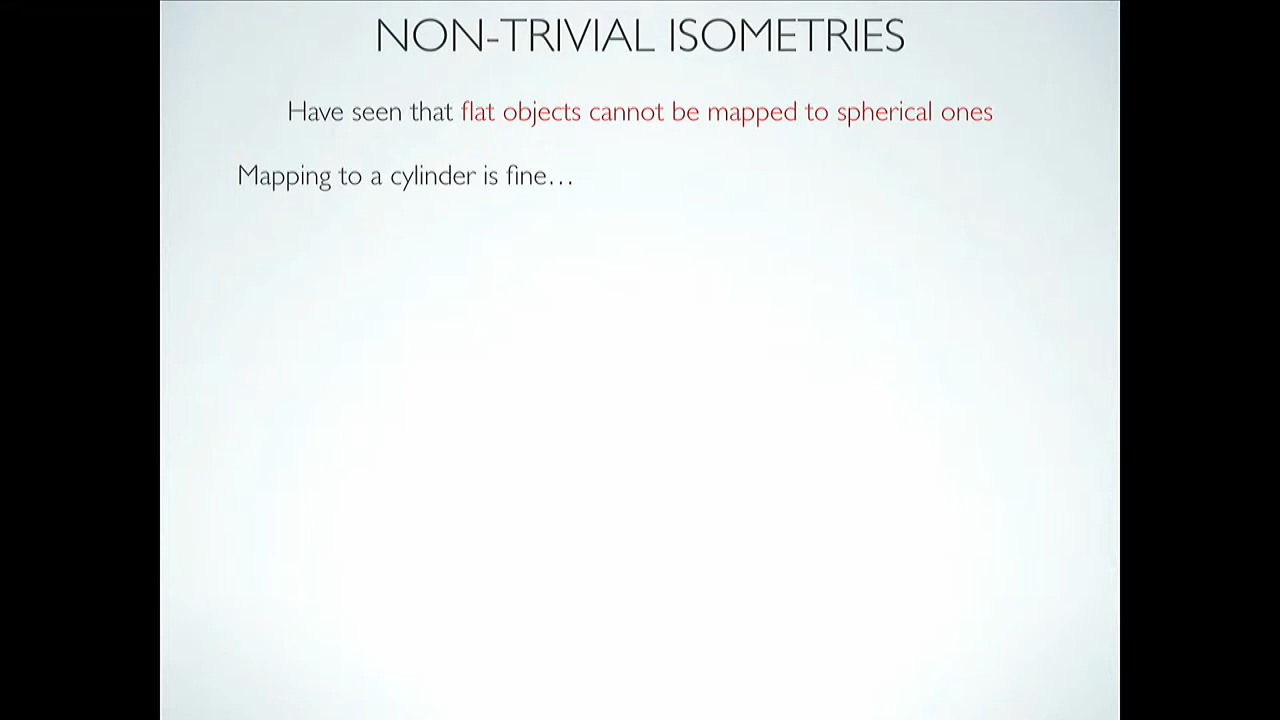 NON-TRIVIAL ISOMETRIES
Have seen that flat objects cannot be mapped to spherical ones
Mapping to a cylinder is fine…